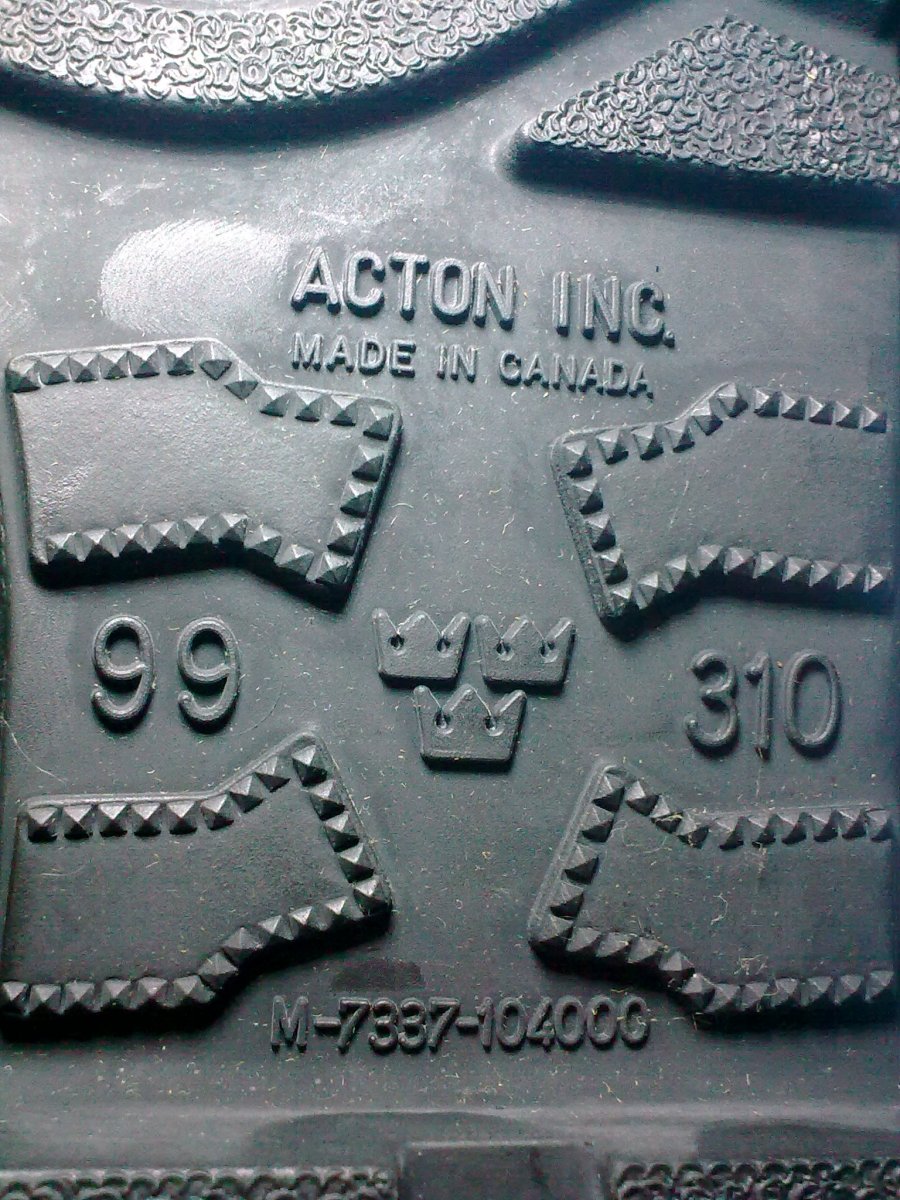 ACTON INC.
MADE IN CANADA
99
310
M-7337-104000